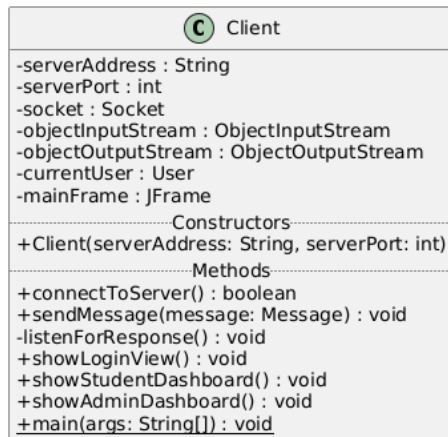 C Client
-serverAddress : String
-serverPort : int
-socket : Socket
-objectInputStream : ObjectInputStream
-objectOutputStream : ObjectOutputStream
-currentUser : User
-mainFrame : JFrame
Constructors
+Client(serverAddress: String, serverPort: int)
Methods
+connectToServer() : boolean
+sendMessage(message: Message) : void
-listenForResponse() : void
+showLoginView() : void
+showStudentDashboard() : void
+showAdminDashboard() : void
+main(args: String[]) : void